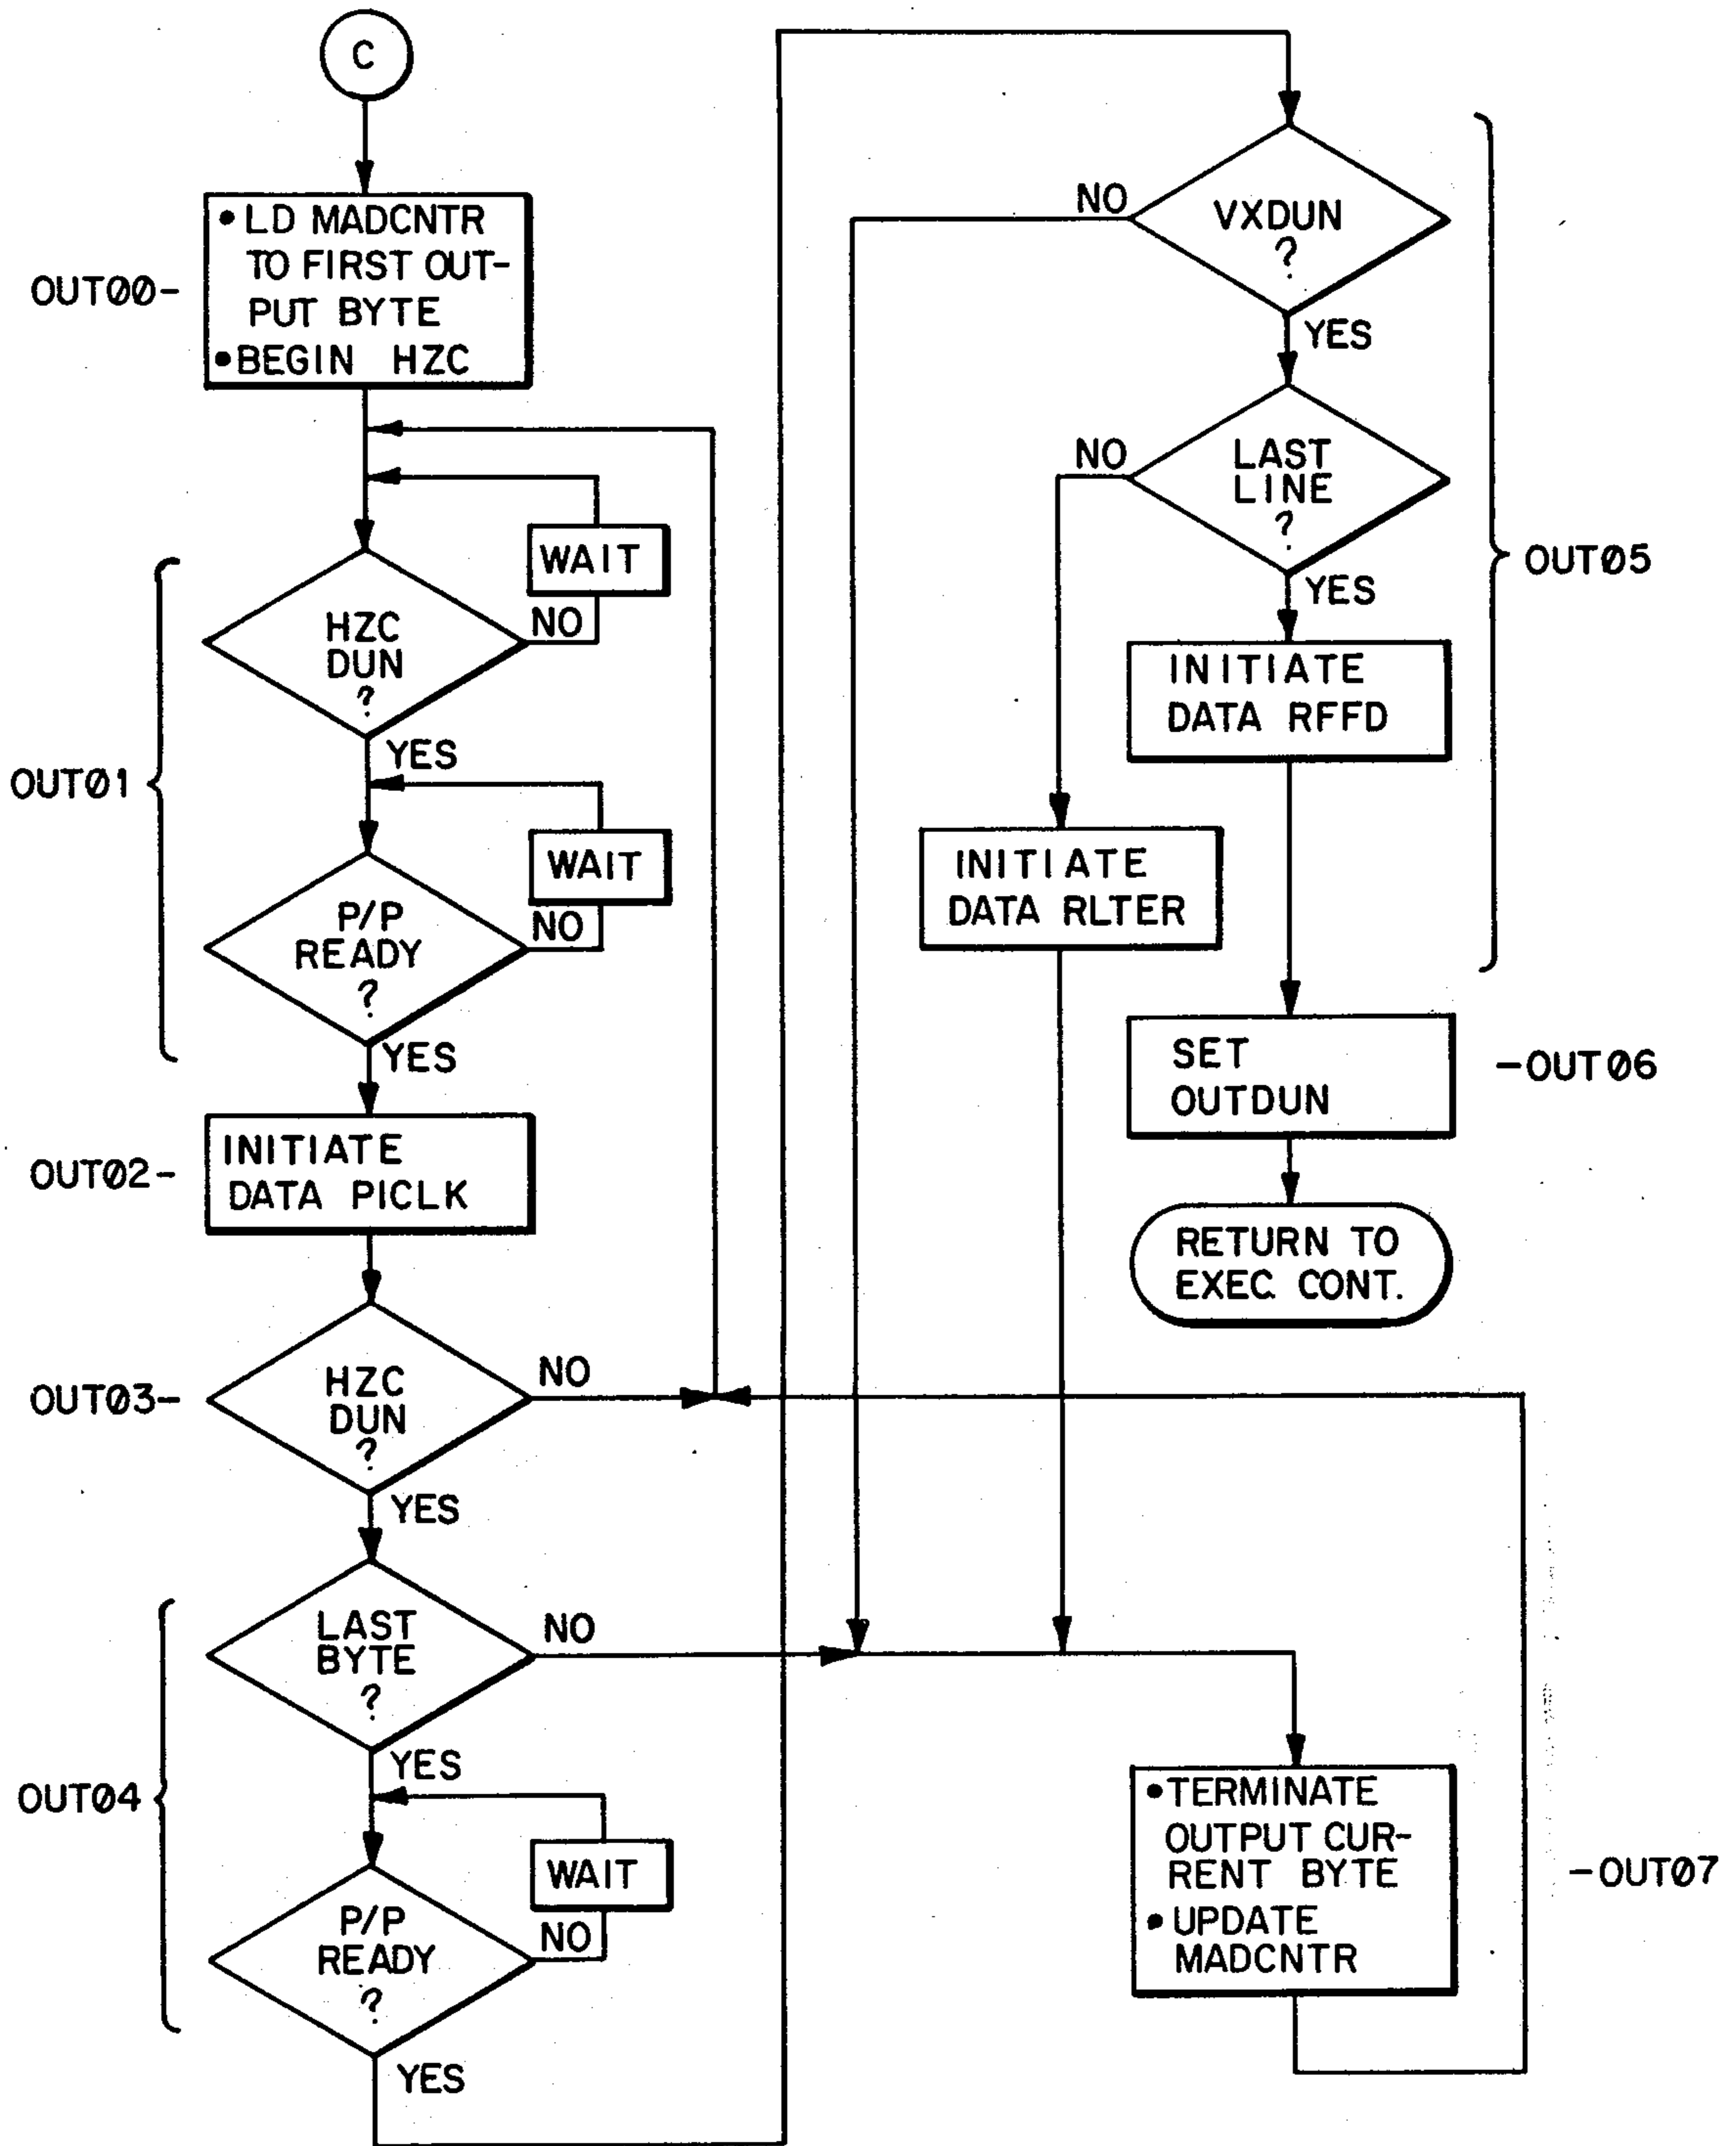 C
• LD MADCNTR
TO FIRST OUT-
PUT BYTE
• BEGIN HZC
OUT00-
WAIT
NO
HZC
DUN
?
YES
OUT01
WAIT
NO
P/P
READY
?
YES
INITIATE
DATA PICLK
OUT02-
HZC
DUN
?
NO
OUT03-
YES
LAST
BYTE
?
NO
YES
OUT04
WAIT
NO
P/P
READY
?
YES
NO
VXDUN
?
YES
NO
LAST
LINE
?
YES
OUT05
INITIATE
DATA RFFD
INITIATE
DATA RLTER
SET
OUTDUN
-OUT06
RETURN TO
EXEC CONT.
• TERMINATE
OUTPUT CUR-
RENT BYTE
• UPDATE
MADCNTR
-OUT07